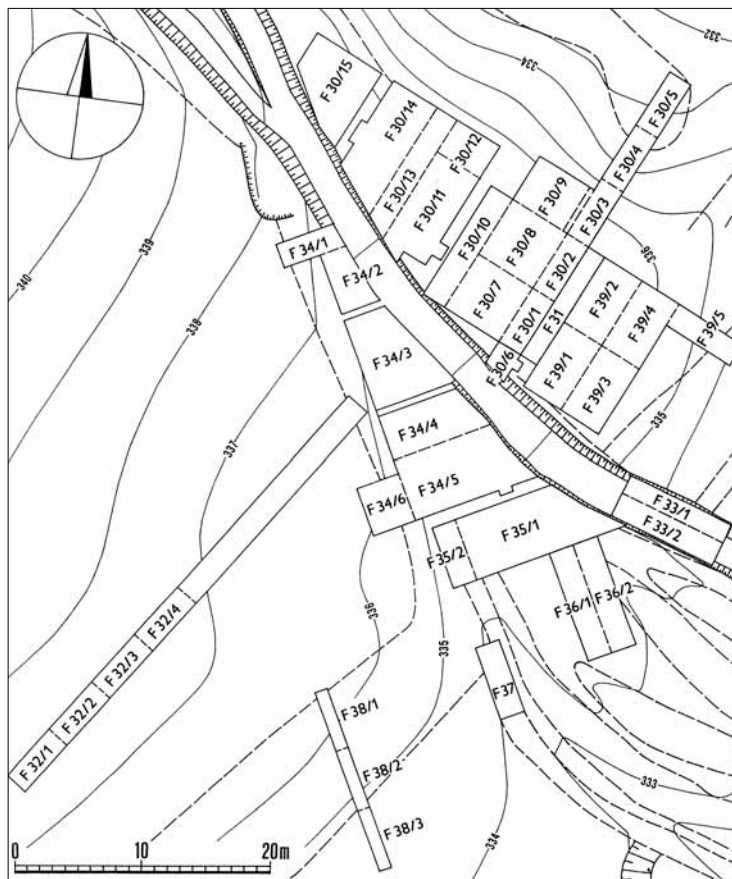 332
334
F 30/15
F 30/14
F 30/5
F 30/12
F 30/4
F 30/13
F 30/11
F 30/9
F 30/3
F 30/10
F 30/8
336
339
F 34/1
F 34/2
F 30/2
340
F 30/7
F 39/2
F 39/4
F 39/5
F 30/1
F 31
338
F 34/3
F 30/6
F 39/1
F 39/3
335
F 34/4
337
F 34/5
F 34/6
F 33/1
F 33/2
F 35/1
F 35/2
F 36/1
F 36/2
336
335
F 32/4
F 32/3
F 32/2
F 32/1
F 37
F 38/1
F 38/2
333
F 38/3
334
0 10 20m